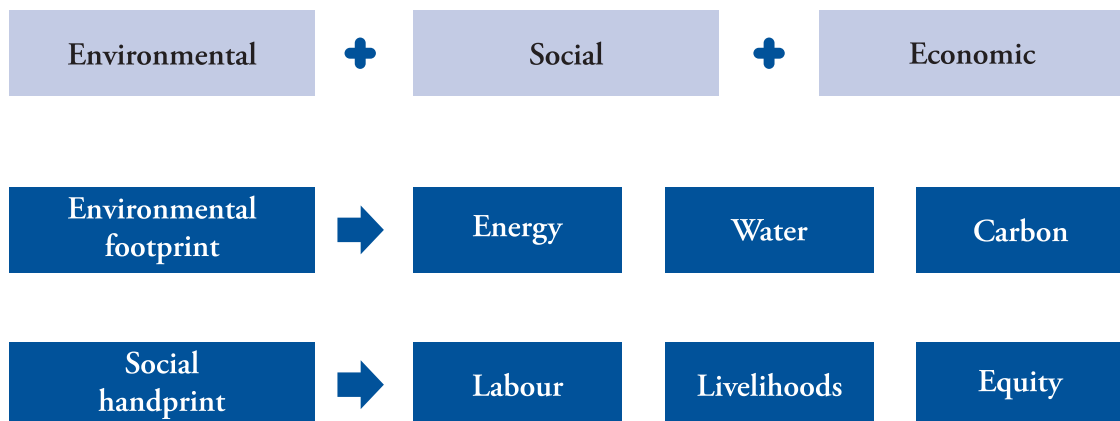 Environmental
Social
Economic
Environmental
footprint
Energy
Water
Carbon
Social
handprint
Labour
Livelihoods
Equity